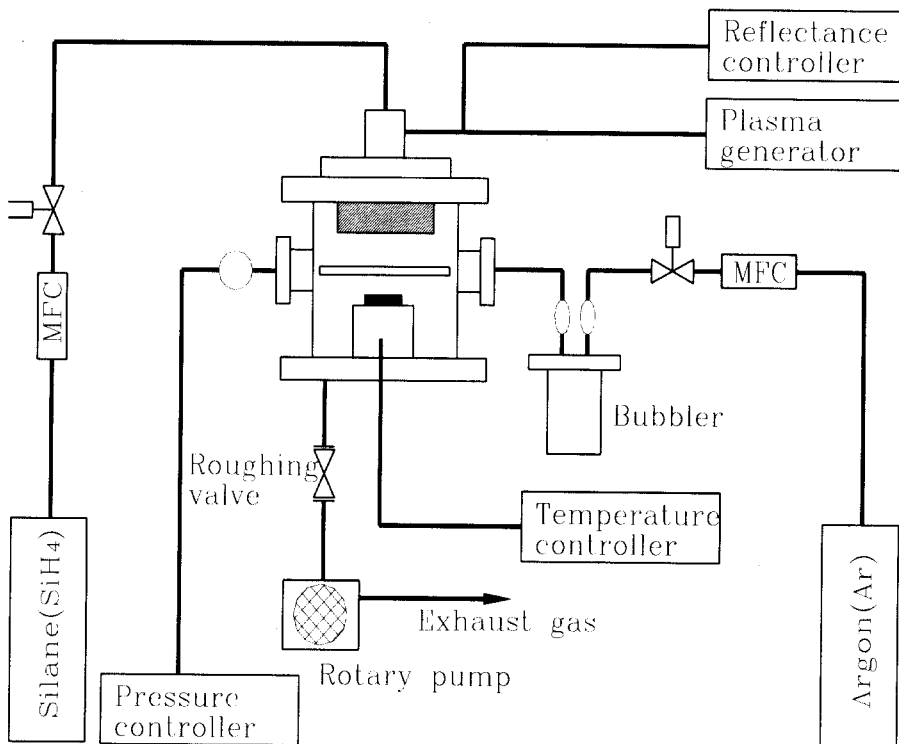 Reflectance
controller
Plasma
generator
MFC
MFC
Bubbler
Roughing
valve
Temperature
controller
Silane(SiH4)
Argon(Ar)
Exhaust gas
Rotary pump
Pressure
controller